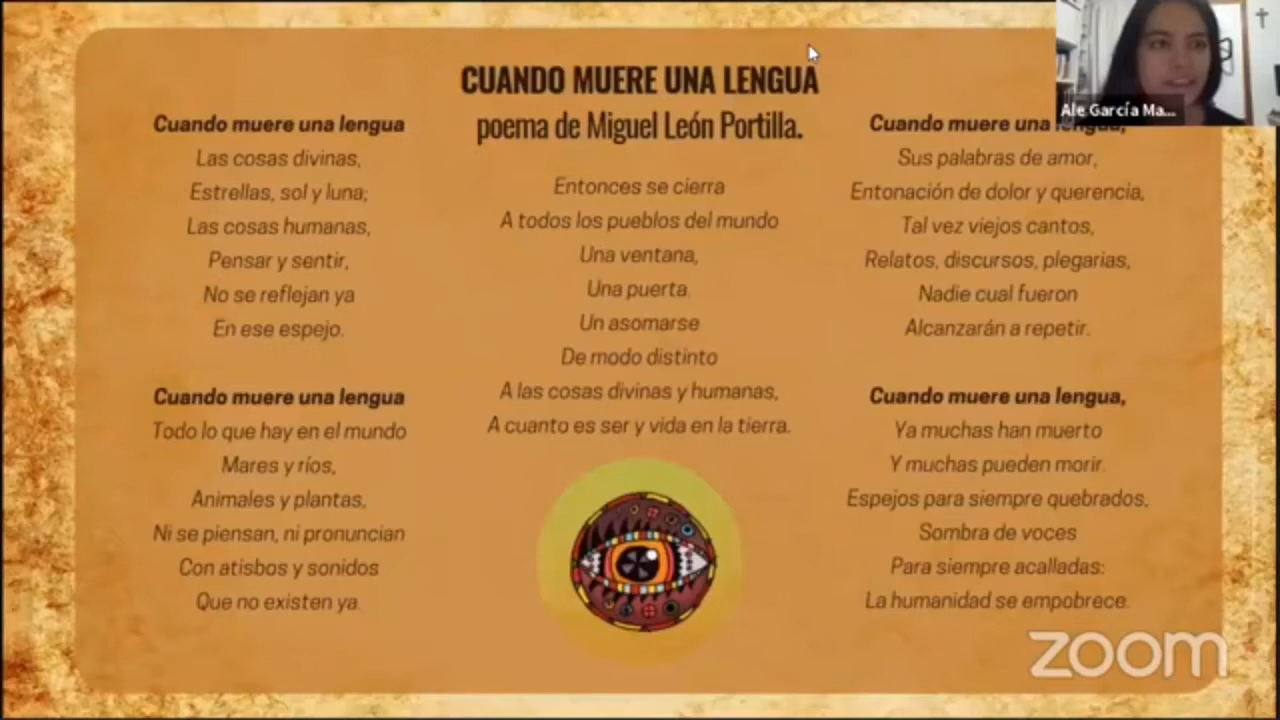 CUANDO MUERE UNA LENGUA
poema de Miguel León Portilla.
Cuando muere una lengua
Las cosas divinas,
Estrellas, sol y luna;
Las cosas humanas,
Pensar y sentir,
No se reflejan ya
En ese espejo.
Cuando muere una lengua
Todo lo que hay en el mundo
Mares y ríos,
Animales y plantas,
Ni se piensan, ni pronuncian
Con atisbos y sonidos
Que no existen ya.
Entonces se cierra
A todos los pueblos del mundo
Una ventana,
Una puerta.
Un asomarse
De modo distinto
A las cosas divinas y humanas,
A cuanto es ser y vida en la tierra.
Cuando muere una lengua,
Sus palabras de amor,
Entonación de dolor y querencia,
Tal vez viejos cantos,
Relatos, discursos, plegarias,
Nadie cual fueron
Alcanzarán a repetir.
Cuando muere una lengua,
Ya muchas han muerto
Y muchas pueden morir.
Espejos para siempre quebrados,
Sombra de voces
Para siempre acalladas:
La humanidad se empobrece.
Ale García Ma...
zoom